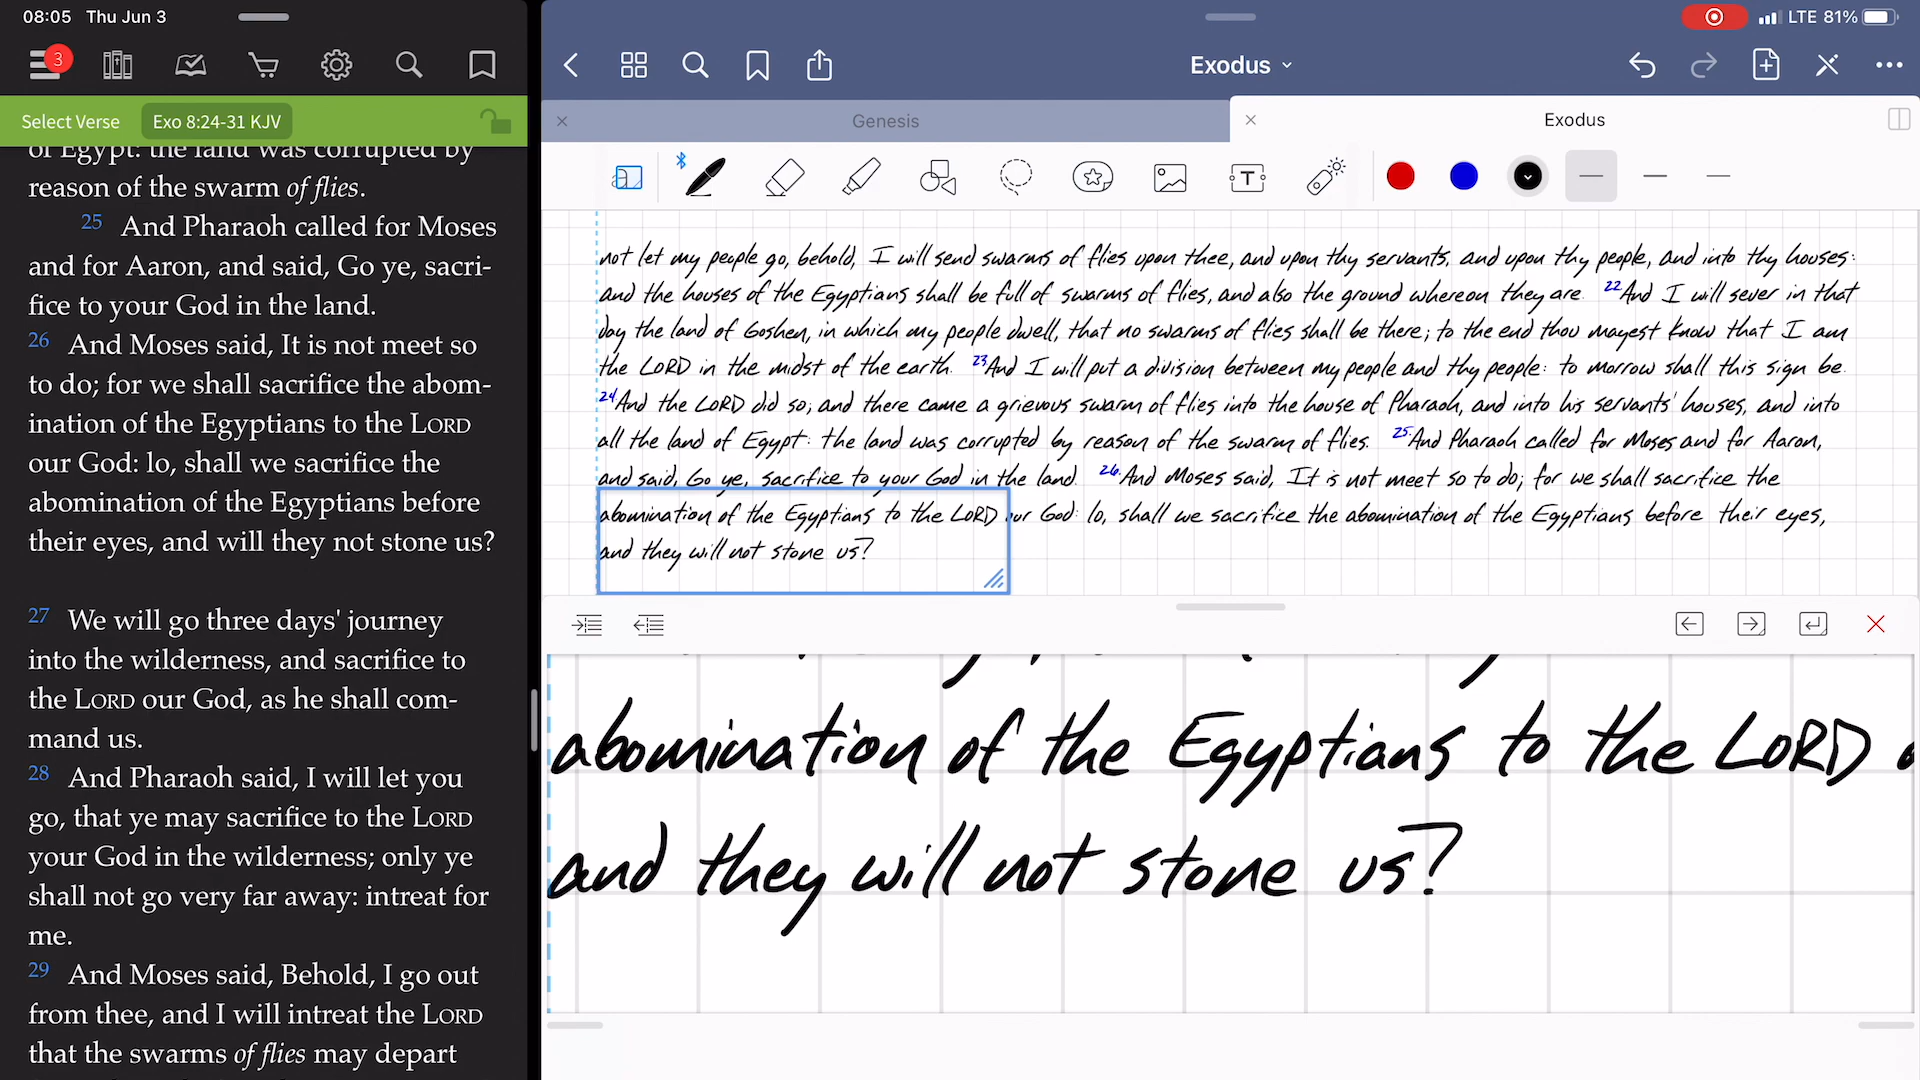 08:05 Thu Jun 3
LTE 81%
3
Exodus
Select Verse
Exo 8:24-31 KJV
Genesis
Exodus
of Egypt: the land was corrupted by
reason of the swarm of flies.
25 And Pharaoh called for Moses
and for Aaron, and said, Go ye, sacri-
fice to your God in the land.
26 And Moses said, It is not meet so
to do; for we shall sacrifice the abom-
ination of the Egyptians to the LORD
our God: lo, shall we sacrifice the
abomination of the Egyptians before
their eyes, and will they not stone us?
27 We will go three days' journey
into the wilderness, and sacrifice to
the LORD our God, as he shall com-
mand us.
28 And Pharaoh said, I will let you
go, that ye may sacrifice to the LORD
your God in the wilderness; only ye
shall not go very far away: intreat for
me.
29 And Moses said, Behold, I go out
from thee, and I will intreat the LORD
that the swarms of flies may depart
not let my people go, behold, I will send swarms of flies upon thee, and upon thy servants, and upon thy people, and into thy houses:
and the houses of the Egyptians shall be full of swarms of flies, and also the ground whereon they are. 22 And I will sever in that
day the land of Goshen, in which my people dwell, that no swarms of flies shall be there; to the end thou mayest know that I am
the LORD in the midst of the earth. 23 And I will put a division between my people and thy people: to morrow shall this sign be.
24 And the LORD did so; and there came a grievous swarm of flies into the house of Pharaoh, and into his servants' houses, and into
all the land of Egypt: the land was corrupted by reason of the swarm of flies. 25 And Pharaoh called for Moses and for Aaron,
and said, Go ye, sacrifice to your God in the land. 26 And Moses said, It is not meet so to do; for we shall sacrifice the
abomination of the Egyptians to the LORD our God: lo, shall we sacrifice the abomination of the Egyptians before their eyes,
and they will not stone us?
abomination of the Egyptians to the LORD
and they will not stone us?